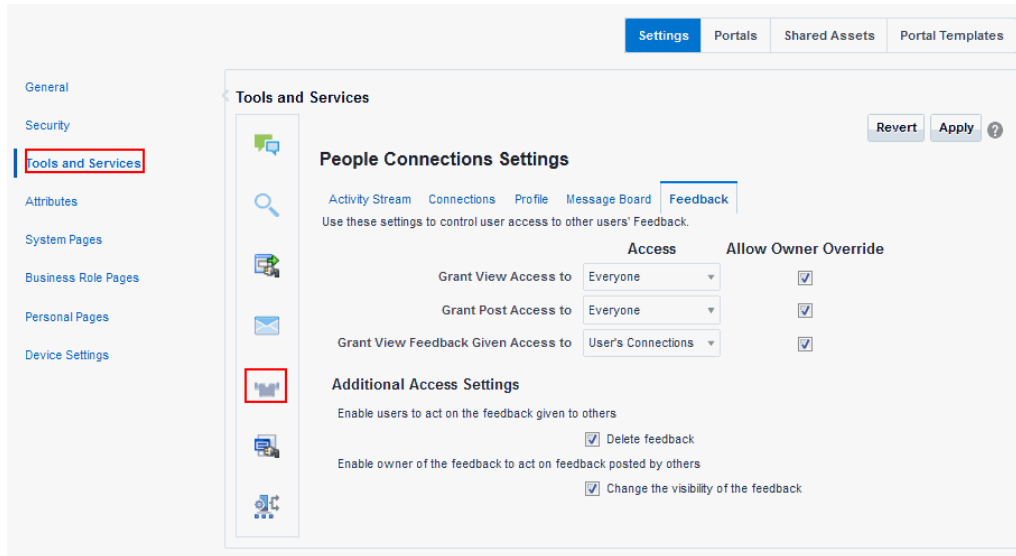 Settings Portals Shared Assets Portal Templates
General
Security
Tools and Services
Attributes
System Pages
Business Role Pages
Personal Pages
Device Settings
Tools and Services
Revert Apply ?
People Connections Settings
Activity Stream Connections Profile Message Board Feedback
Use these settings to control user access to other users' Feedback.
Access Allow Owner Override
Grant View Access to Everyone
Grant Post Access to Everyone
Grant View Feedback Given Access to User's Connections
Additional Access Settings
Enable users to act on the feedback given to others
Delete feedback
Enable owner of the feedback to act on feedback posted by others
Change the visibility of the feedback